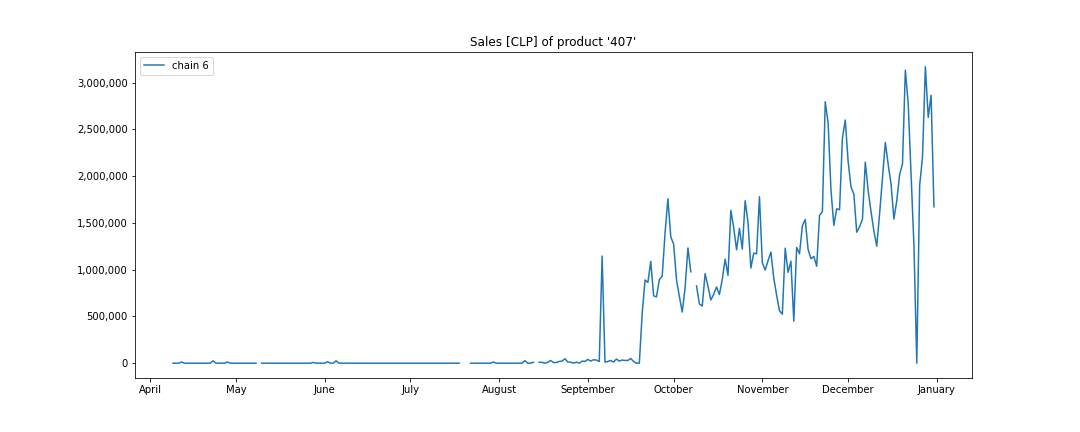 Sales [CLP] of product '407'
chain 6
3,000,000
2,500,000
2,000,000
1,500,000
1,000,000
500,000
0
April May June July August September October November December January